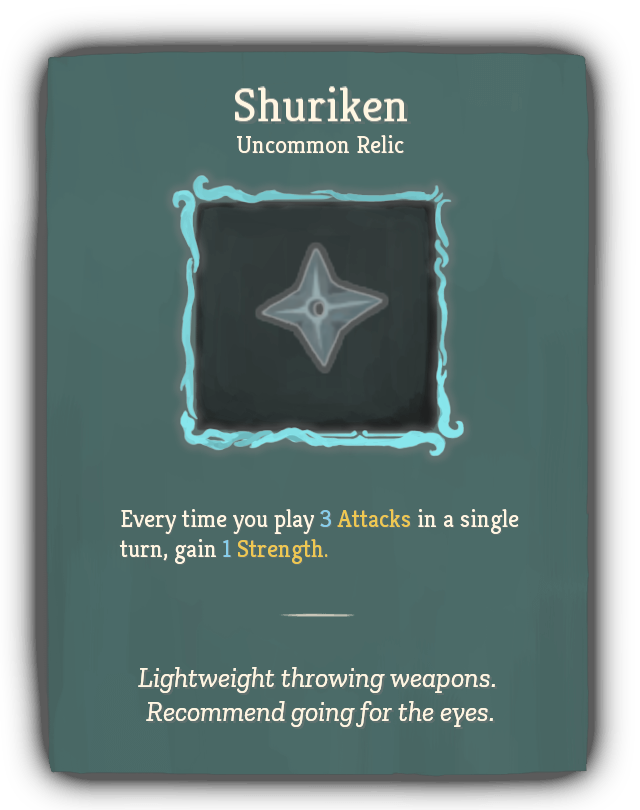 Shuriken
Uncommon Relic
Every time you play 3 Attacks in a single
turn, gain 1 Strength.
Lightweight throwing weapons.
Recommend going for the eyes.